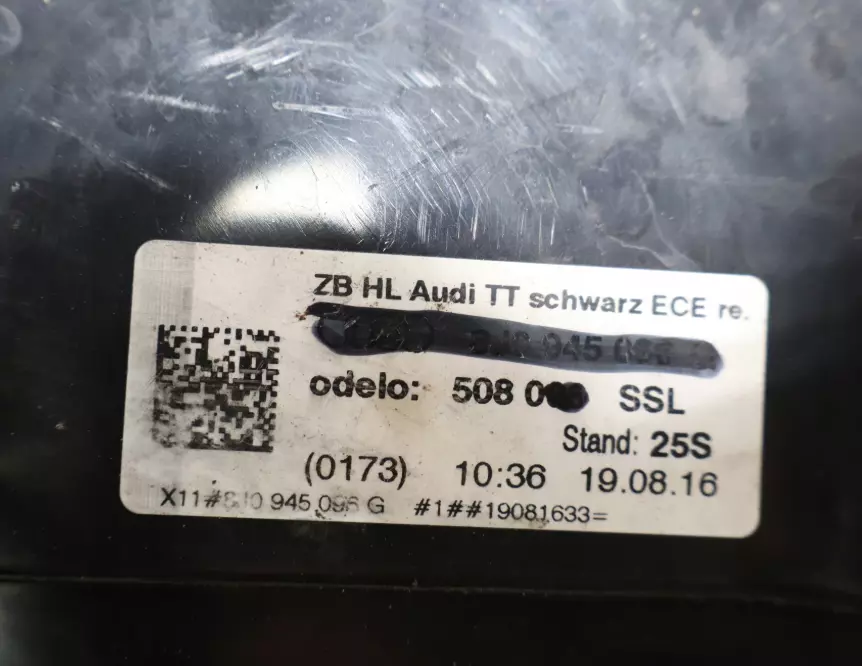 ZB HL Audi TT schwarz ECE re.
945
odelo: 508 SSL
Stand: 25S
(0173) 10:36 19.08.16
X11#8J0 945 096 G #1##19081633=